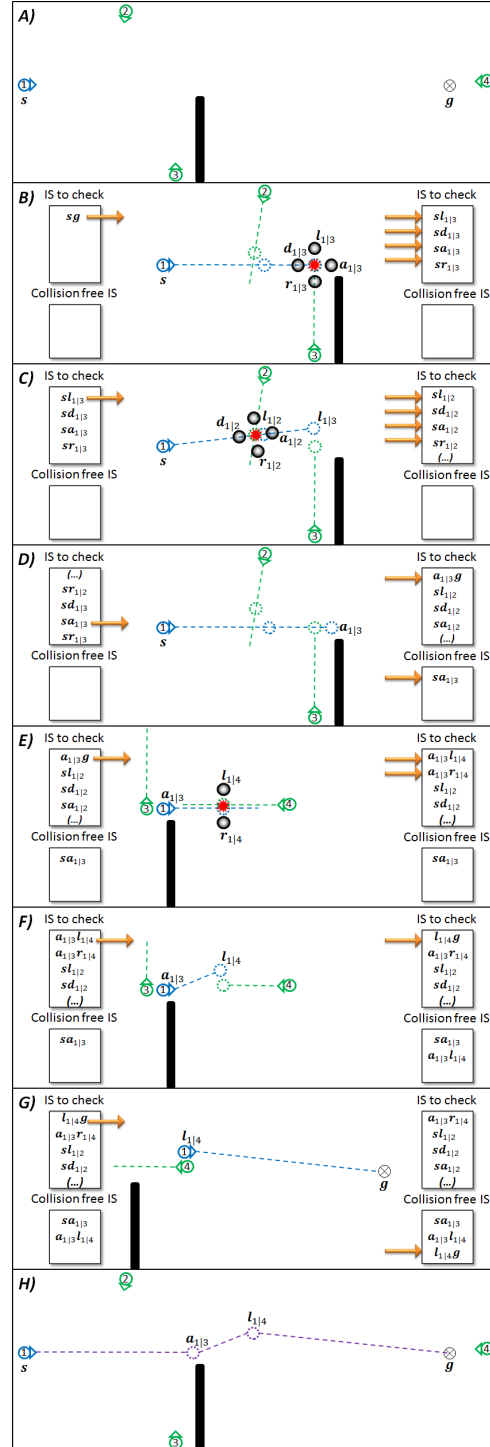 A)
2
1
s
g
4
3
B)
IS to check
sg
Collision free IS
2
1
s
d₁|₃
l₁|₃
a₁|₃
r₁|₃
3
IS to check
sl₁|₃
sd₁|₃
sa₁|₃
sr₁|₃
Collision free IS
C)
IS to check
sl₁|₃
sd₁|₃
sa₁|₃
sr₁|₃
Collision free IS
2
1
s
d₁|₂
l₁|₂
a₁|₂
r₁|₂
l₁|₃
3
IS to check
sl₁|₂
sd₁|₂
sa₁|₂
sr₁|₂
(...)
Collision free IS
D)
IS to check
(...)
sr₁|₂
sd₁|₃
sa₁|₃
sr₁|₃
Collision free IS
2
1
s
a₁|₃
3
IS to check
a₁|₃g
sl₁|₂
sd₁|₂
sa₁|₂
(...)
Collision free IS
sa₁|₃
E)
IS to check
a₁|₃g
sl₁|₂
sd₁|₂
sa₁|₂
(...)
Collision free IS
sa₁|₃
a₁|₃
3
1
l₁|₄
r₁|₄
4
IS to check
a₁|₃l₁|₄
a₁|₃r₁|₄
sl₁|₂
sd₁|₂
(...)
Collision free IS
sa₁|₃
F)
IS to check
a₁|₃l₁|₄
a₁|₃r₁|₄
sl₁|₂
sd₁|₂
(...)
Collision free IS
sa₁|₃
a₁|₃
3
1
l₁|₄
4
IS to check
l₁|₄g
a₁|₃r₁|₄
sl₁|₂
sd₁|₂
(...)
Collision free IS
sa₁|₃
a₁|₃l₁|₄
G)
IS to check
l₁|₄g
a₁|₃r₁|₄
sl₁|₂
sd₁|₂
(...)
Collision free IS
sa₁|₃
a₁|₃l₁|₄
l₁|₄
1
4
g
IS to check
a₁|₃r₁|₄
sl₁|₂
sd₁|₂
sa₁|₂
(...)
Collision free IS
sa₁|₃
a₁|₃l₁|₄
l₁|₄g
H)
2
1
s
a₁|₃
l₁|₄
g
4
3